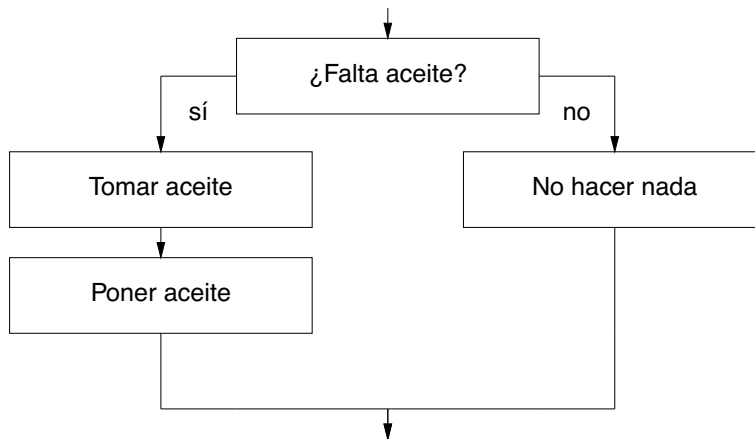 ¿Falta aceite?
sí
no
Tomar aceite
No hacer nada
Poner aceite